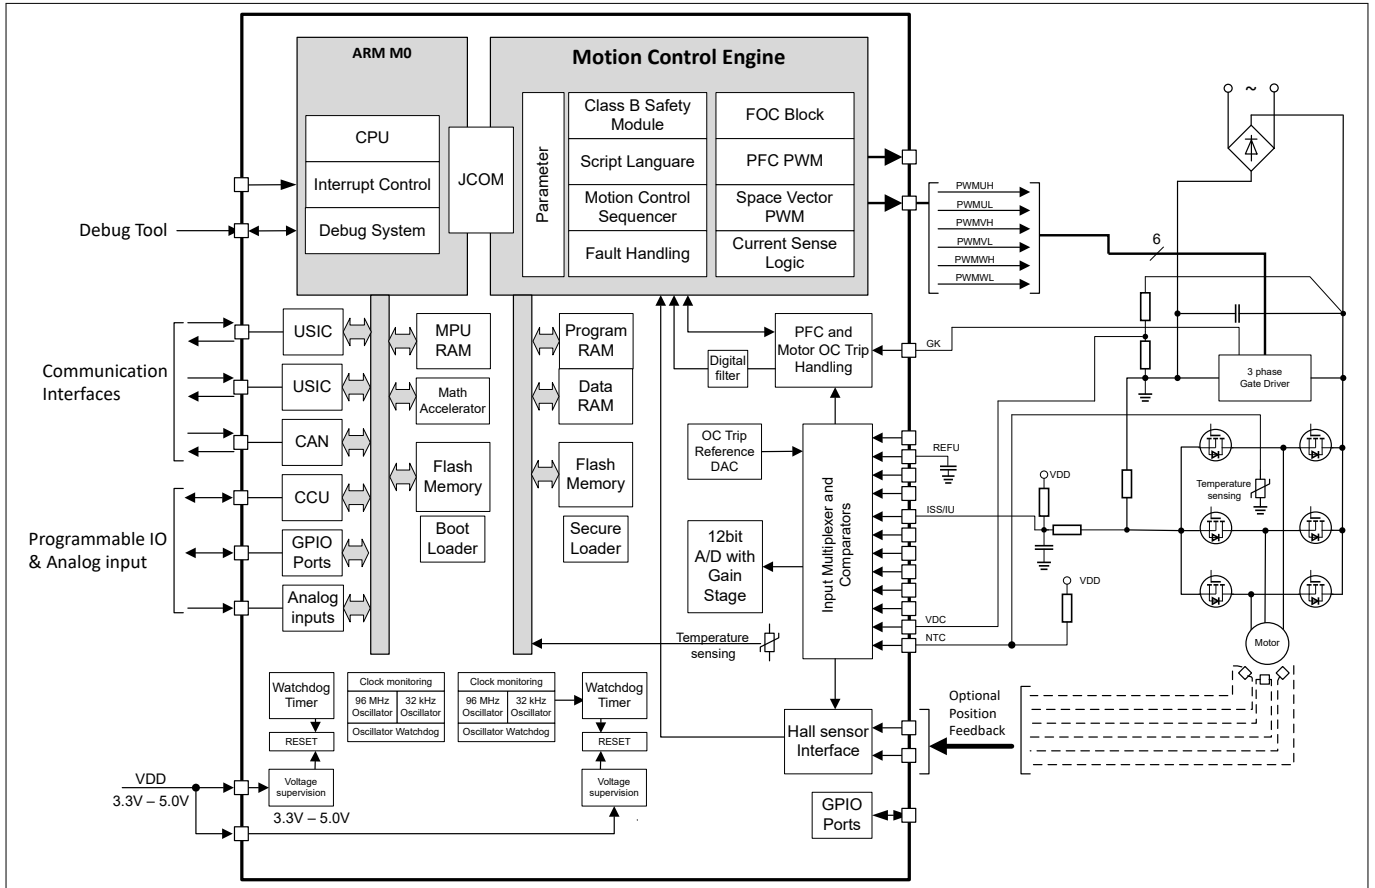 ARM M0
CPU
Interrupt Control
Debug System
JCOM
Motion Control Engine
Parameter
Class B Safety
Module
Script Languare
Motion Control
Sequencer
Fault Handling
FOC Block
PFC PWM
Space Vector
PWM
Current Sense
Logic
Debug Tool
Communication
Interfaces
Programmable IO
& Analog input
USIC
USIC
CAN
CCU
GPIO
Ports
Analog
inputs
MPU
RAM
Math
Accelerator
Flash
Memory
Boot
Loader
Program
RAM
Data
RAM
Flash
Memory
Secure
Loader
Digital
filter
PFC and
Motor OC Trip
Handling
OC Trip
Reference
DAC
12bit
A/D with
Gain
Stage
Input Multiplexer and
Comparators
Temperature
sensing
Hall sensor
Interface
GPIO
Ports
Watchdog
Timer
RESET
Voltage
supervision
3.3V – 5.0V
Clock monitoring
96 MHz
Oscillator
32 kHz
Oscillator
Oscillator Watchdog
Clock monitoring
96 MHz
Oscillator
32 kHz
Oscillator
Oscillator Watchdog
Watchdog
Timer
RESET
Voltage
supervision
VDD
3.3V – 5.0V
PWMUH
PWMUL
PWMVH
PWMVL
PWMWH
PWMWL
6
~
GK
REFU
ISS/IU
VDC
NTC
VDD
VDD
3 phase
Gate Driver
Temperature
sensing
Motor
Optional
Position
Feedback